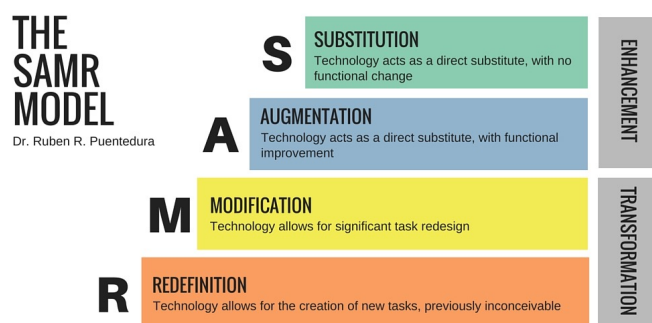 THE
SAMR
MODEL
Dr. Ruben R. Puentedura
S
SUBSTITUTION
Technology acts as a direct substitute, with no
functional change
A
AUGMENTATION
Technology acts as a direct substitute, with functional
improvement
ENHANCEMENT
M
MODIFICATION
Technology allows for significant task redesign
R
REDEFINITION
Technology allows for the creation of new tasks, previously inconceivable
TRANSFORMATION